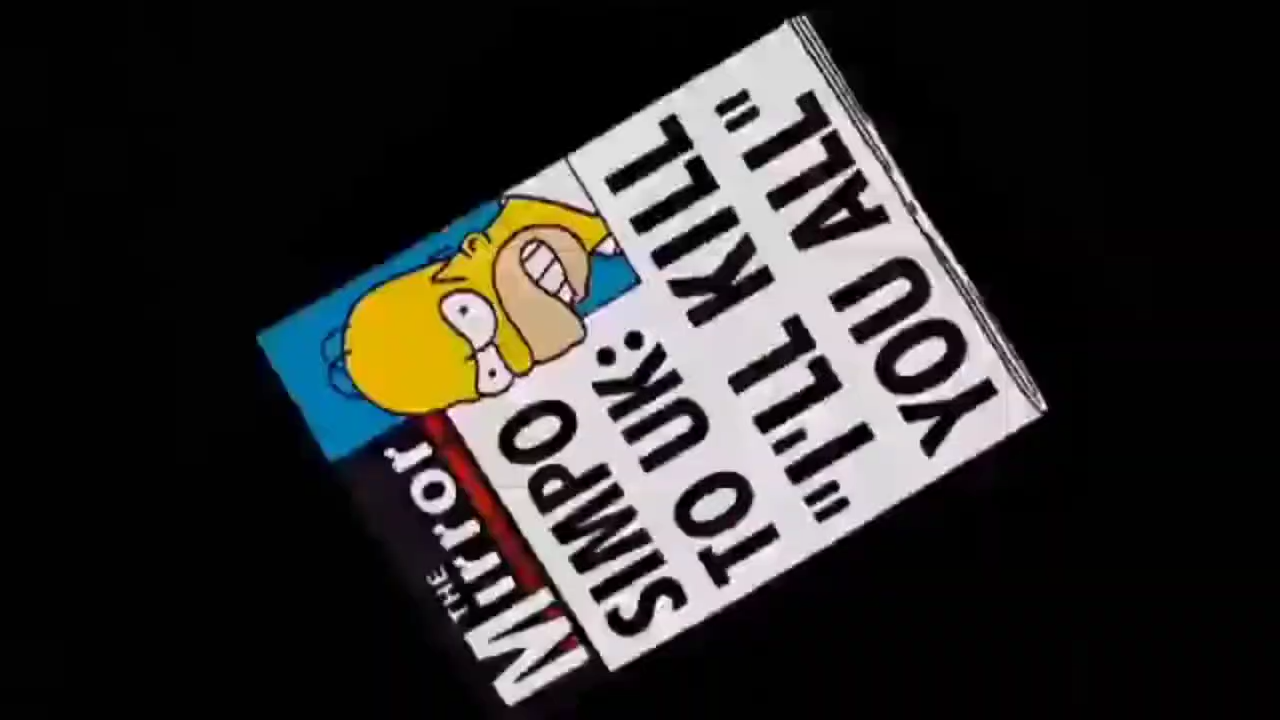 THE
Mirror
SIMPO
TO UK:
"I'LL KILL
YOU ALL"